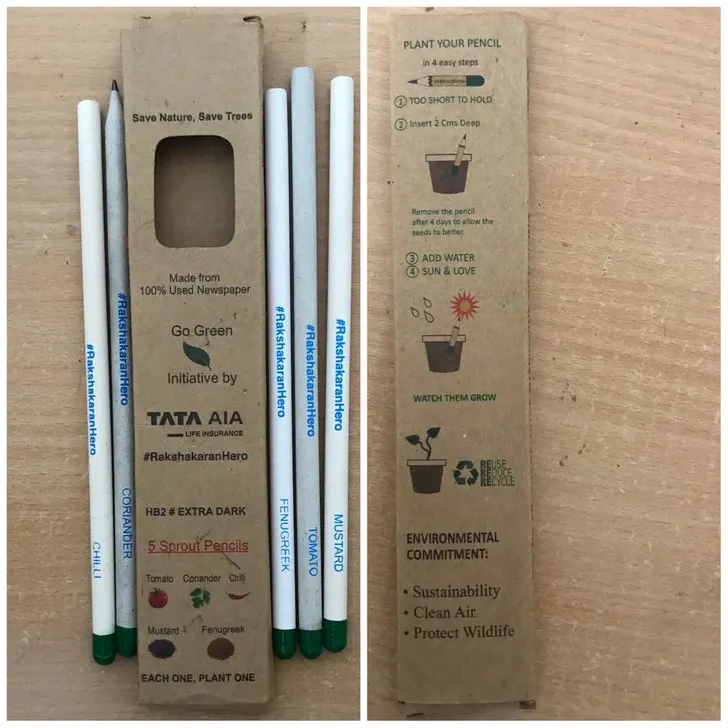 Save Nature, Save Trees
Made from
100% Used Newspaper
Go Green
Initiative by
TATA AIA
LIFE INSURANCE
#RakshakaranHero
HB2 # EXTRA DARK
5 Sprout Pencils
Tomato Coriander Chilli
Mustard Fenugreek
EACH ONE, PLANT ONE
#RakshakaranHero
CHILLI
#RakshakaranHero
CORIANDER
#RakshakaranHero
FENUGREEK
#RakshakaranHero
TOMATO
#RakshakaranHero
MUSTARD
PLANT YOUR PENCIL
in 4 easy steps
1 TOO SHORT TO HOLD
2 Insert 2 Cms Deep
Remove the pencil
after 4 days to allow the
seeds to better.
3 ADD WATER
4 SUN & LOVE
WATCH THEM GROW
REUSE
REDUCE
RECYCLE
ENVIRONMENTAL
COMMITMENT:
• Sustainability
• Clean Air
• Protect Wildlife